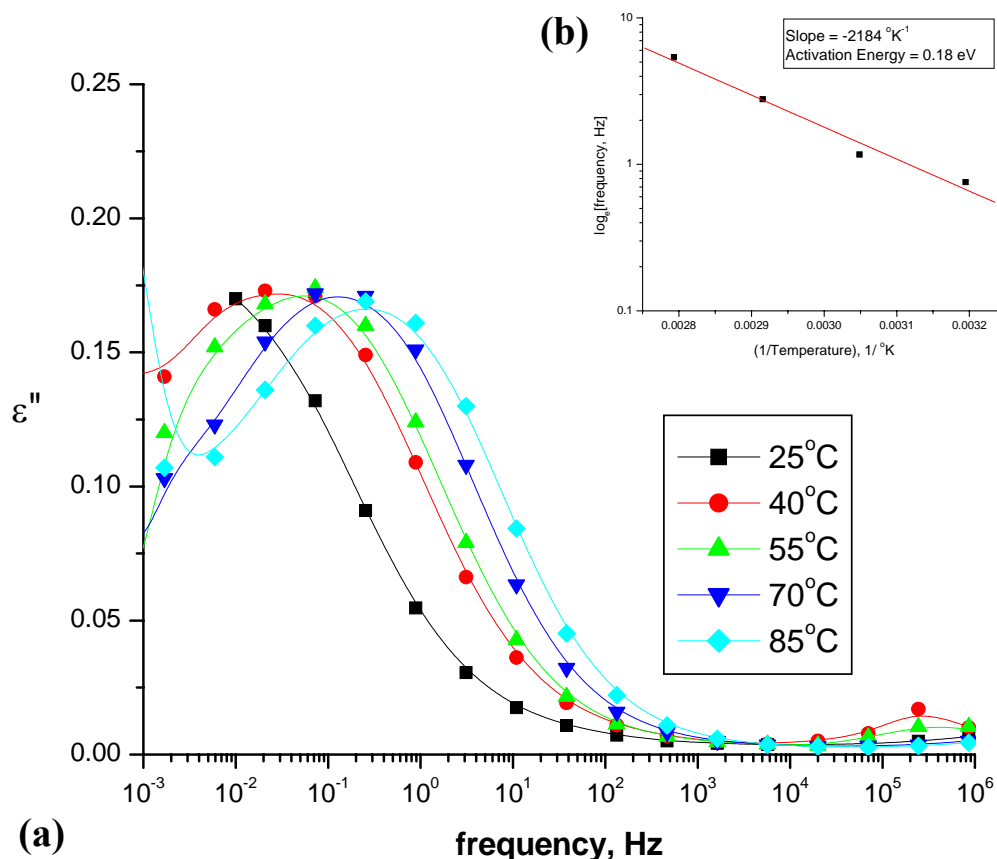 (b)
Slope = -2184 °K⁻¹
Activation Energy = 0.18 eV
10
1
0.1
logₑ[frequency, Hz]
0.0028 0.0029 0.0030 0.0031 0.0032
(1/Temperature), 1/ °K
0.25
0.20
0.15
0.10
0.05
0.00
ε"
25°C
40°C
55°C
70°C
85°C
10⁻³ 10⁻² 10⁻¹ 10⁰ 10¹ 10² 10³ 10⁴ 10⁵ 10⁶
(a)
frequency, Hz